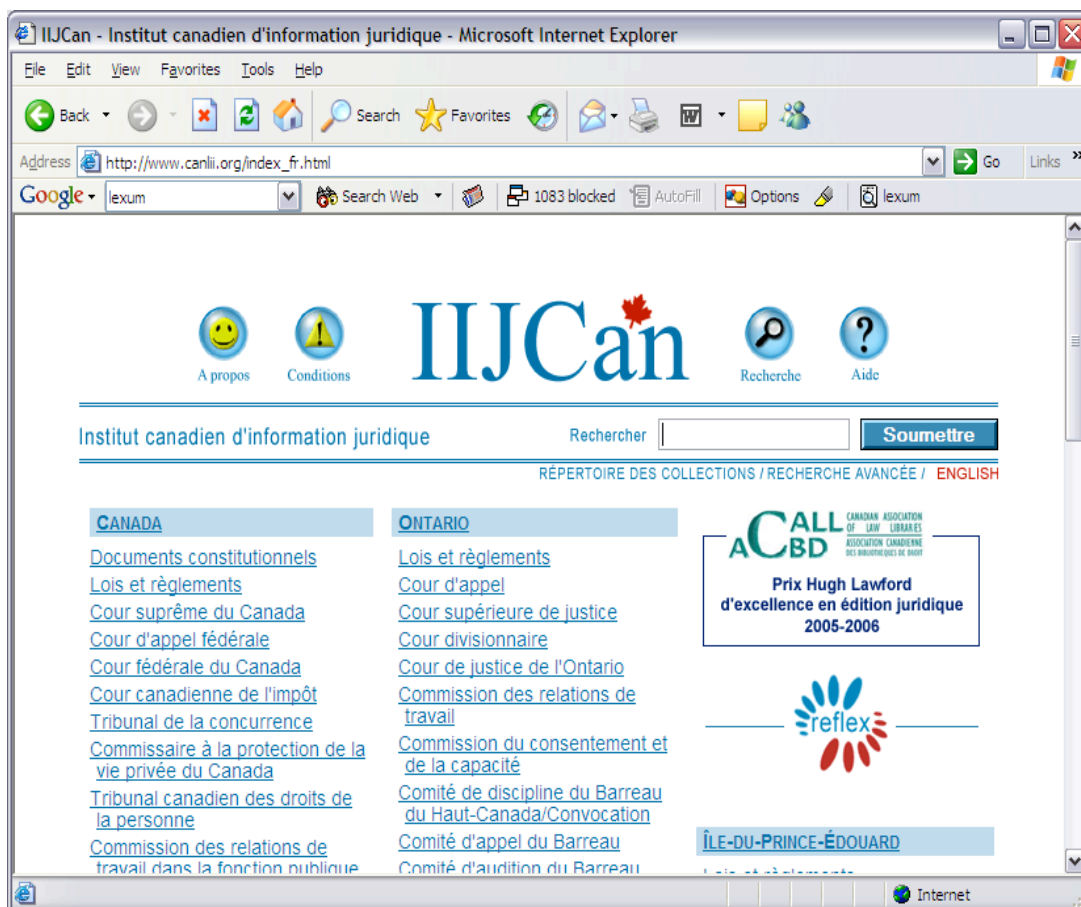 IIJCan - Institut canadien d'information juridique - Microsoft Internet Explorer
File Edit View Favorites Tools Help
Back Search Favorites
Address http://www.canlii.org/index_fr.html Go Links »
Google lexum Search Web 1083 blocked AutoFill Options lexum
IIJCan
A propos Conditions Recherche Aide
Institut canadien d'information juridique Rechercher Soumettre
RÉPERTOIRE DES COLLECTIONS / RECHERCHE AVANCÉE / ENGLISH
CANADA
Documents constitutionnels
Lois et règlements
Cour suprême du Canada
Cour d'appel fédérale
Cour fédérale du Canada
Cour canadienne de l'impôt
Tribunal de la concurrence
Commissaire à la protection de la
vie privée du Canada
Tribunal canadien des droits de
la personne
Commission des relations de
travail dans la fonction publique
ONTARIO
Lois et règlements
Cour d'appel
Cour supérieure de justice
Cour divisionnaire
Cour de justice de l'Ontario
Commission des relations de
travail
Commission du consentement et
de la capacité
Comité de discipline du Barreau
du Haut-Canada/Convocation
Comité d'appel du Barreau
Comité d'audition du Barreau
CALL
ACBD
CANADIAN ASSOCIATION
OF LAW LIBRARIES
ASSOCIATION CANADIENNE
DES BIBLIOTHÈQUES DE DROIT
Prix Hugh Lawford
d'excellence en édition juridique
2005-2006
reflex
ÎLE-DU-PRINCE-ÉDOUARD
Lois et règlements
Internet